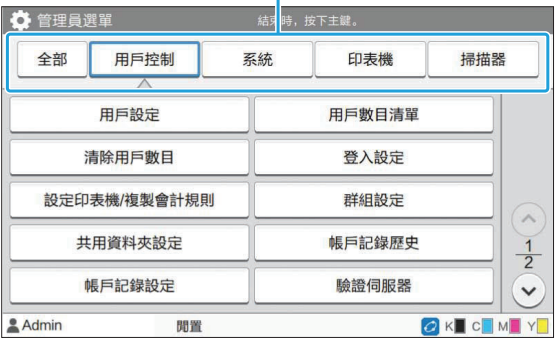 管理員選單
結束時，按下主鍵。
全部 用戶控制 系統 印表機 掃描器
用戶設定 用戶數目清單
清除用戶數目 登入設定
設定印表機/複製會計規則 群組設定
共用資料夾設定 帳戶記錄歷史
1
2
帳戶記錄設定 驗證伺服器
Admin 閒置 K C M Y